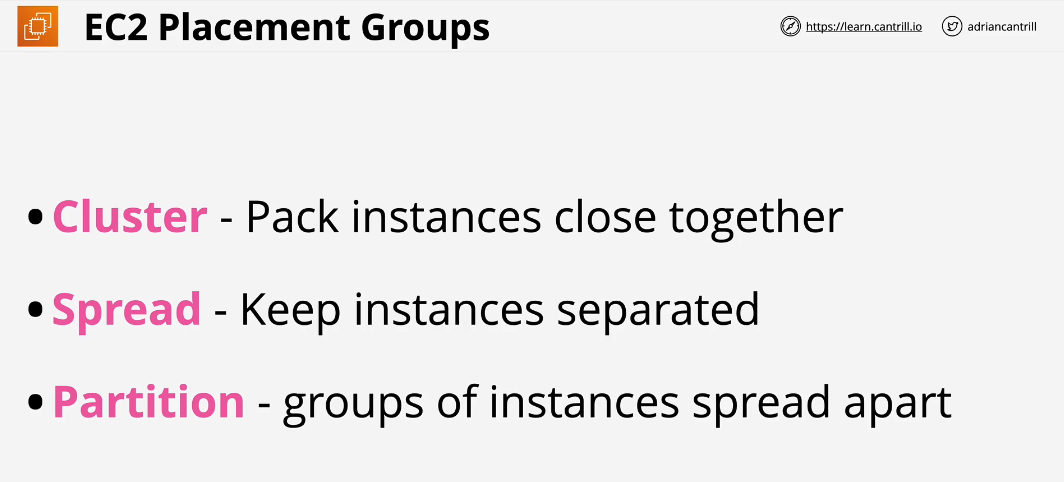 EC2 Placement Groups
https://learn.cantrill.io
adriancantrill
• Cluster - Pack instances close together
• Spread - Keep instances separated
• Partition - groups of instances spread apart